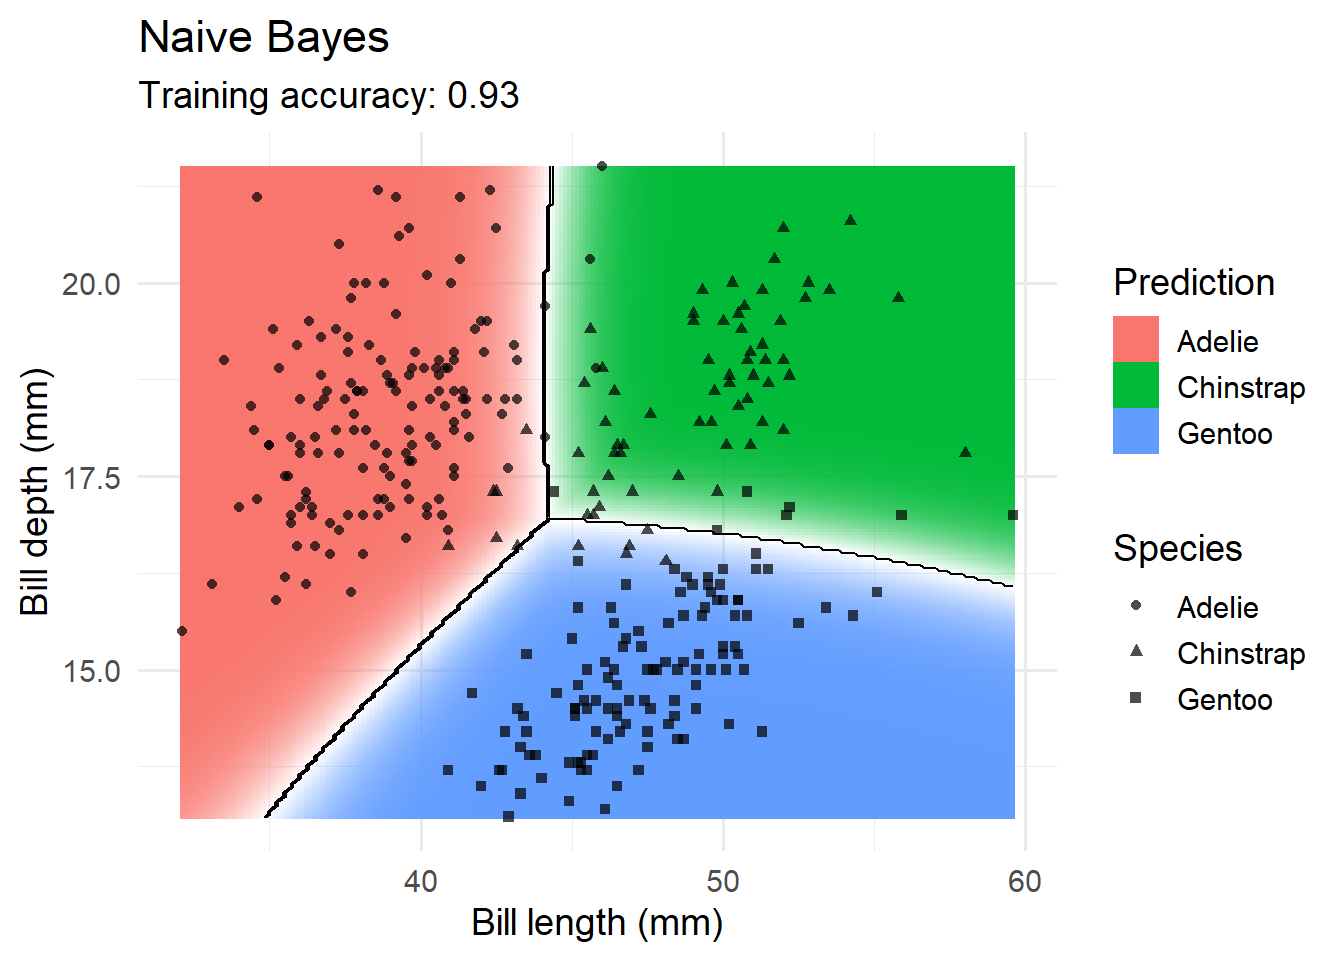 Naive Bayes
Training accuracy: 0.93
Bill depth (mm)
20.0
17.5
15.0
40 50 60
Bill length (mm)
Prediction
Adelie
Chinstrap
Gentoo
Species
Adelie
Chinstrap
Gentoo